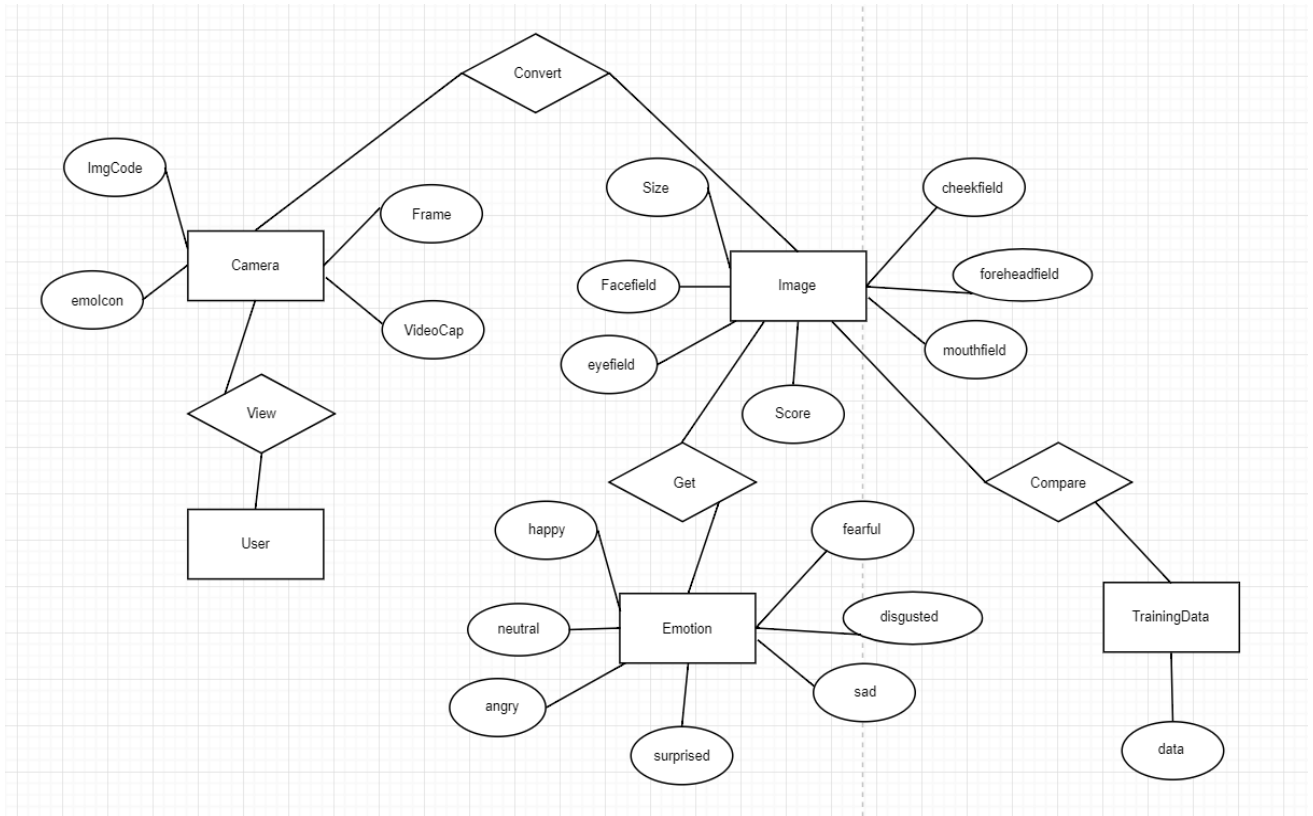 Convert
ImgCode
Size
cheekfield
Frame
Camera
foreheadfield
Facefield
Image
emoIcon
VideoCap
mouthfield
eyefield
View
Score
Get
Compare
happy
fearful
User
TrainingData
disgusted
neutral
Emotion
sad
angry
surprised
data